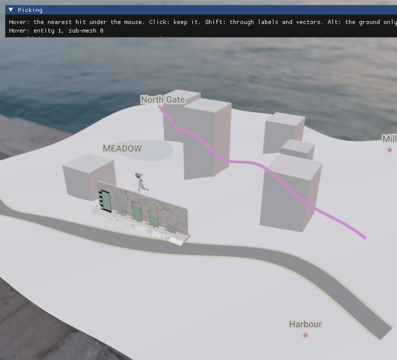 Picking
Hover: the nearest hit under the mouse. Click: keep it. Shift: through labels and vectors. Alt: the ground only
Hover: entity 1, sub-mesh 0
North Gate
Mill
MEADOW
Harbour